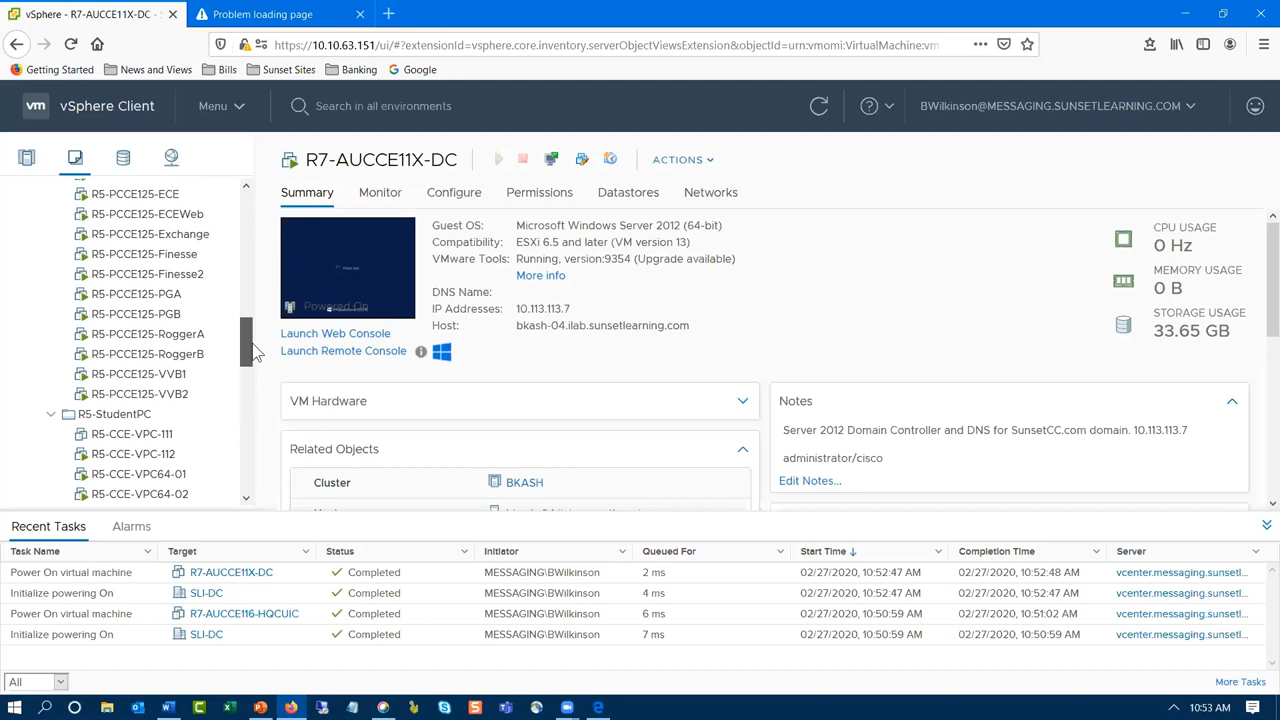 vSphere - R7-AUCCE11X-DC -
Problem loading page
https://10.10.63.151/ui/#?extensionId=vsphere.core.inventory.serverObjectViewsExtension&objectId=urn:vmomi:VirtualMachine:vm
Getting Started
News and Views
Bills
Sunset Sites
Banking
Google
vm vSphere Client
Menu
Search in all environments
BWilkinson@MESSAGING.SUNSETLEARNING.COM
R7-AUCCE11X-DC
ACTIONS
Summary
Monitor
Configure
Permissions
Datastores
Networks
R5-PCCE125-ECE
R5-PCCE125-ECEWeb
R5-PCCE125-Exchange
R5-PCCE125-Finesse
R5-PCCE125-Finesse2
R5-PCCE125-PGA
R5-PCCE125-PGB
R5-PCCE125-RoggerA
R5-PCCE125-RoggerB
R5-PCCE125-VVB1
R5-PCCE125-VVB2
R5-StudentPC
R5-CCE-VPC-111
R5-CCE-VPC-112
R5-CCE-VPC64-01
R5-CCE-VPC64-02
Powered On
Launch Web Console
Launch Remote Console
Guest OS: Microsoft Windows Server 2012 (64-bit)
Compatibility: ESXi 6.5 and later (VM version 13)
VMware Tools: Running, version:9354 (Upgrade available)
More info
DNS Name:
IP Addresses: 10.113.113.7
Host: bkash-04.ilab.sunsetlearning.com
CPU USAGE
0 Hz
MEMORY USAGE
0 B
STORAGE USAGE
33.65 GB
VM Hardware
Related Objects
Cluster BKASH
Notes
Server 2012 Domain Controller and DNS for SunsetCC.com domain. 10.113.113.7
administrator/cisco
Edit Notes...
Recent Tasks
Alarms
Task Name Target Status Initiator Queued For Start Time Completion Time Server
Power On virtual machine R7-AUCCE11X-DC Completed MESSAGING\BWilkinson 2 ms 02/27/2020, 10:52:47 AM 02/27/2020, 10:52:48 AM vcenter.messaging.sunsetl...
Initialize powering On SLI-DC Completed MESSAGING\BWilkinson 4 ms 02/27/2020, 10:52:47 AM 02/27/2020, 10:52:47 AM vcenter.messaging.sunsetl...
Power On virtual machine R7-AUCCE116-HQCUIC Completed MESSAGING\BWilkinson 6 ms 02/27/2020, 10:50:59 AM 02/27/2020, 10:51:02 AM vcenter.messaging.sunsetl...
Initialize powering On SLI-DC Completed MESSAGING\BWilkinson 7 ms 02/27/2020, 10:50:59 AM 02/27/2020, 10:50:59 AM vcenter.messaging.sunsetl...
All
More Tasks
10:53 AM